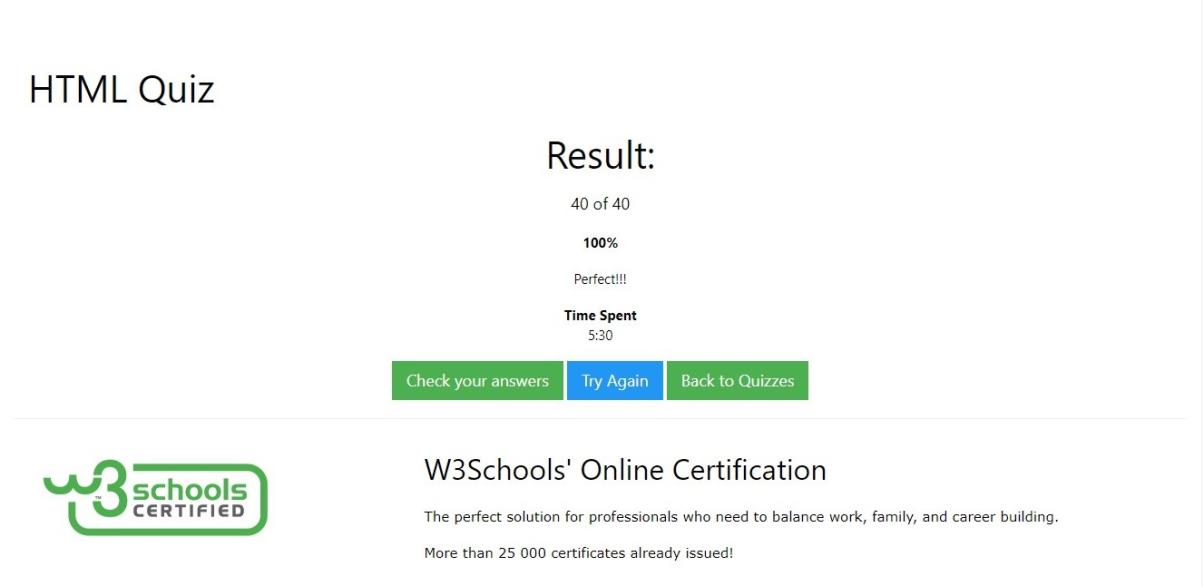 HTML Quiz
Result:
40 of 40
100%
Perfect!!!
Time Spent
5:30
Check your answers Try Again Back to Quizzes
w3schools™
CERTIFIED
W3Schools' Online Certification
The perfect solution for professionals who need to balance work, family, and career building.
More than 25 000 certificates already issued!